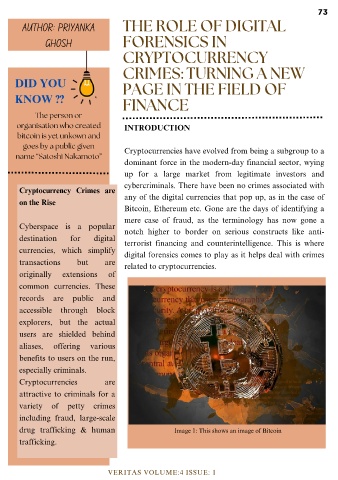 73
AUTHOR: PRIYANKA
GHOSH
THE ROLE OF DIGITAL
FORENSICS IN
CRYPTOCURRENCY
CRIMES: TURNING A NEW
PAGE IN THE FIELD OF
FINANCE
DID YOU
KNOW ??
The person or
organisation who created
bitcoin is yet unkown and
goes by a public given
name "Satoshi Nakamoto"
Cryptocurrency Crimes are
on the Rise
Cyberspace is a popular
destination for digital
currencies, which simplify
transactions but are
originally extensions of
common currencies. These
records are public and
accessible through block
explorers, but the actual
users are shielded behind
aliases, offering various
benefits to users on the run,
especially criminals.
Cryptocurrencies are
attractive to criminals for a
variety of petty crimes
including fraud, large-scale
drug trafficking & human
trafficking.
INTRODUCTION
Cryptocurrencies have evolved from being a subgroup to a
dominant force in the modern-day financial sector, wying
up for a large market from legitimate investors and
cybercriminals. There have been no crimes associated with
any of the digital currencies that pop up, as in the case of
Bitcoin, Ethereum etc. Gone are the days of identifying a
mere case of fraud, as the terminology has now gone a
notch higher to border on serious constructs like anti-
terrorist financing and counterintelligence. This is where
digital forensics comes to play as it helps deal with crimes
related to cryptocurrencies.
Image 1: This shows an image of Bitcoin
VERITAS VOLUME:4 ISSUE: 1